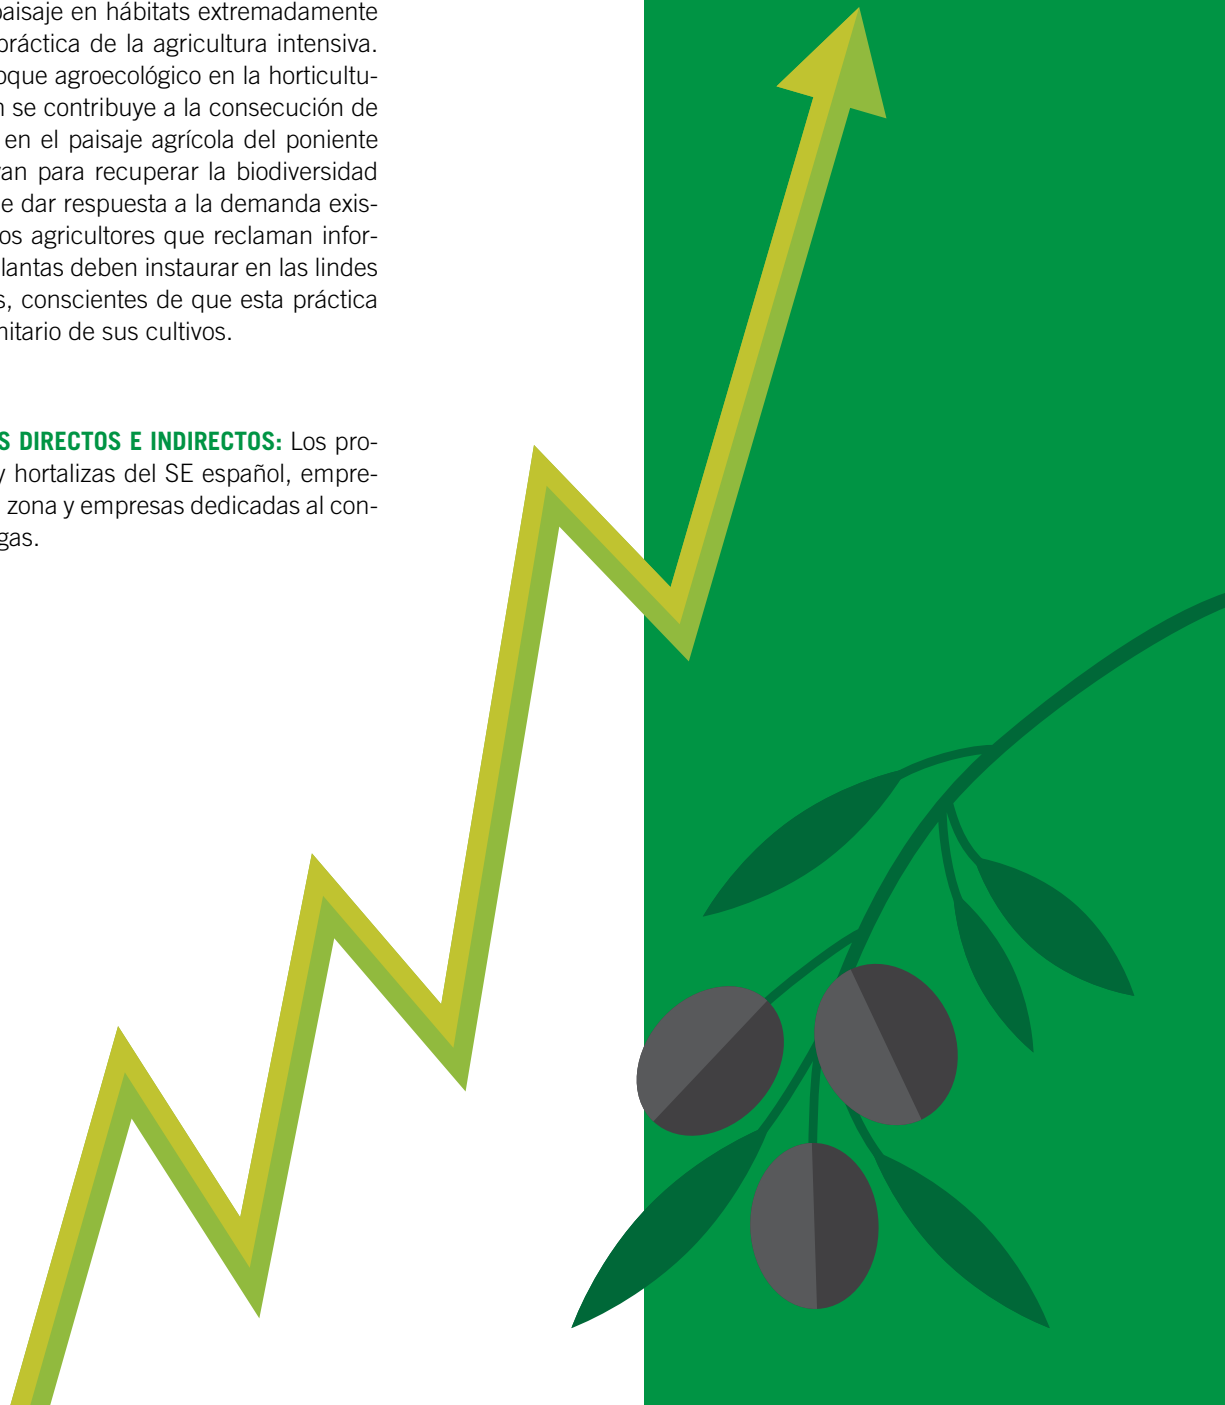 paisaje en hábitats extremadamente
práctica de la agricultura intensiva.
oque agroecológico en la horticultu-
n se contribuye a la consecución de
en el paisaje agrícola del poniente
van para recuperar la biodiversidad
e dar respuesta a la demanda exis-
os agricultores que reclaman infor-
lantas deben instaurar en las lindes
s, conscientes de que esta práctica
nitario de sus cultivos.
S DIRECTOS E INDIRECTOS: Los pro-
y hortalizas del SE español, empre-
zona y empresas dedicadas al con-
gas.